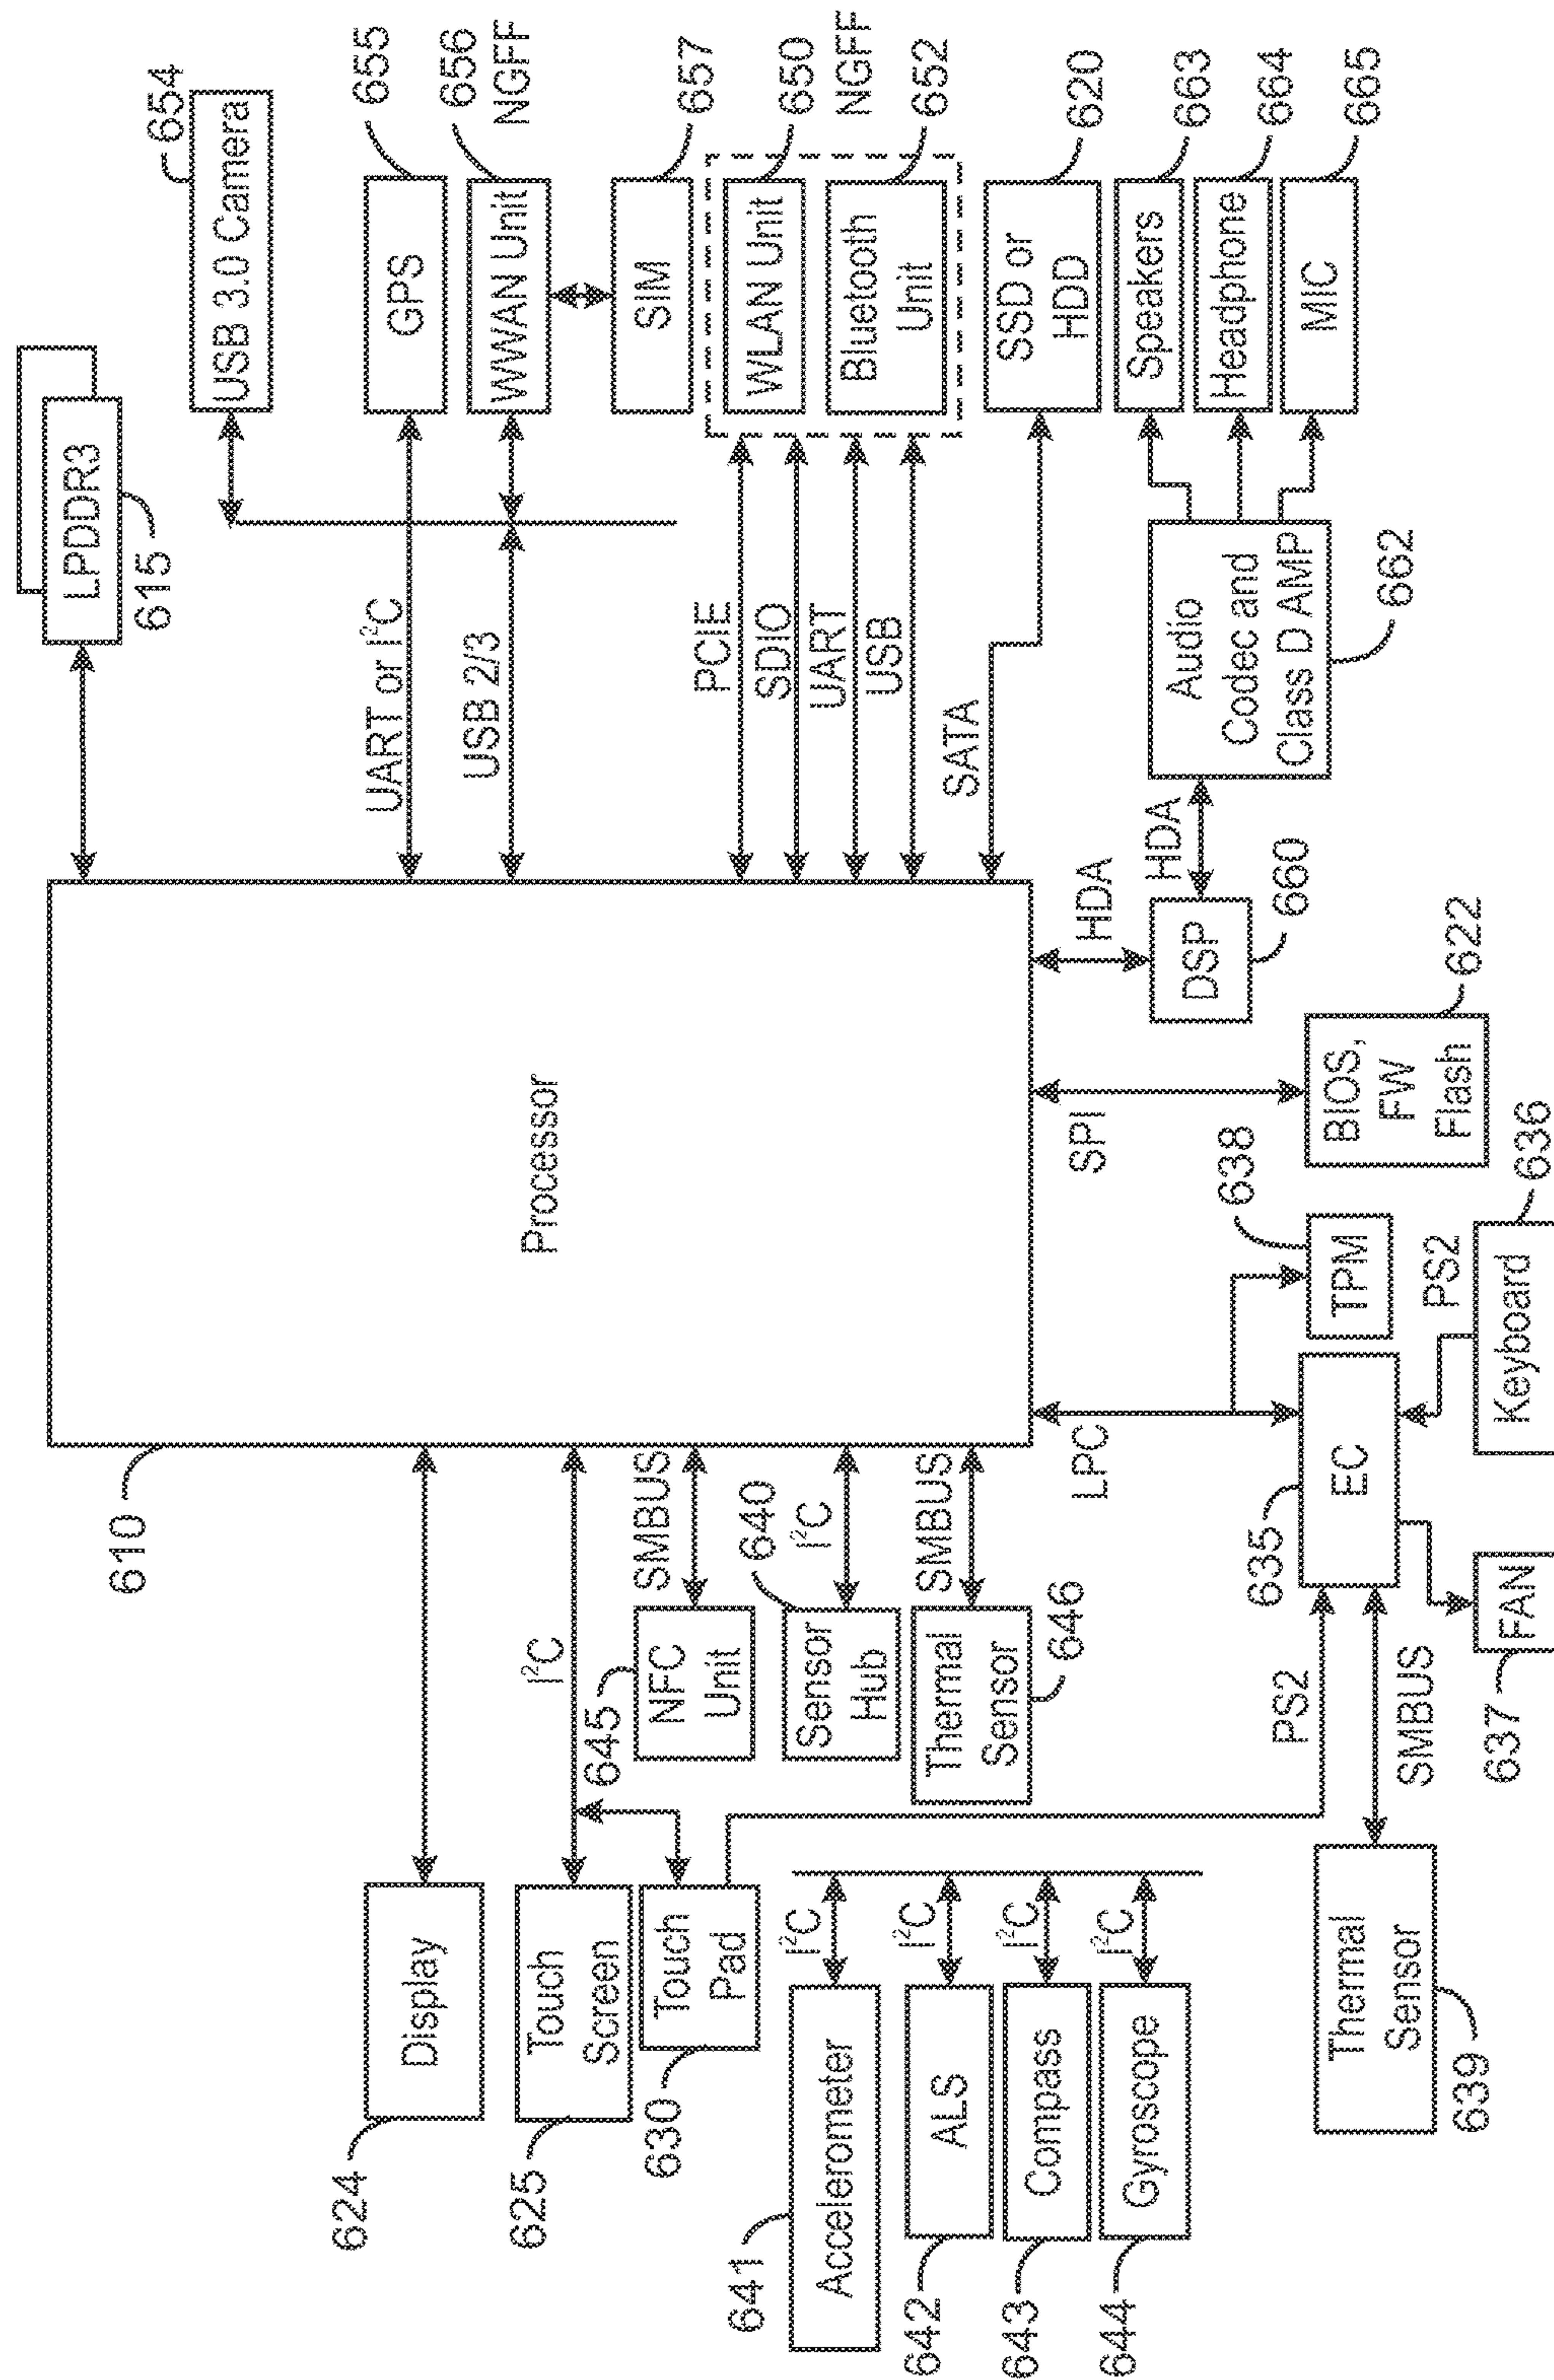 LPDDR3
615
654
USB 3.0 Camera
655
GPS
UART or I²C
656
NGFF
WWAN Unit
USB 2/3
657
SIM
650
NGFF
WLAN Unit
652
Bluetooth
Unit
PCIE
SDIO
UART
USB
620
SSD or
HDD
SATA
663
Speakers
664
Headphone
665
MIC
Audio
Codec and
Class D AMP
662
HDA
HDA
DSP
660
Processor
610
SPI
BIOS,
FW
Flash
622
638
TPM
LPC
EC
635
PS2
Keyboard
636
FAN
637
Display
624
I²C
Touch
Screen
625
Touch
Pad
630
SMBUS
NFC
Unit
645
640
I²C
Sensor
Hub
SMBUS
Thermal
Sensor
646
PS2
SMBUS
Thermal
Sensor
639
I²C
Accelerometer
641
I²C
ALS
642
I²C
Compass
643
I²C
Gyroscope
644